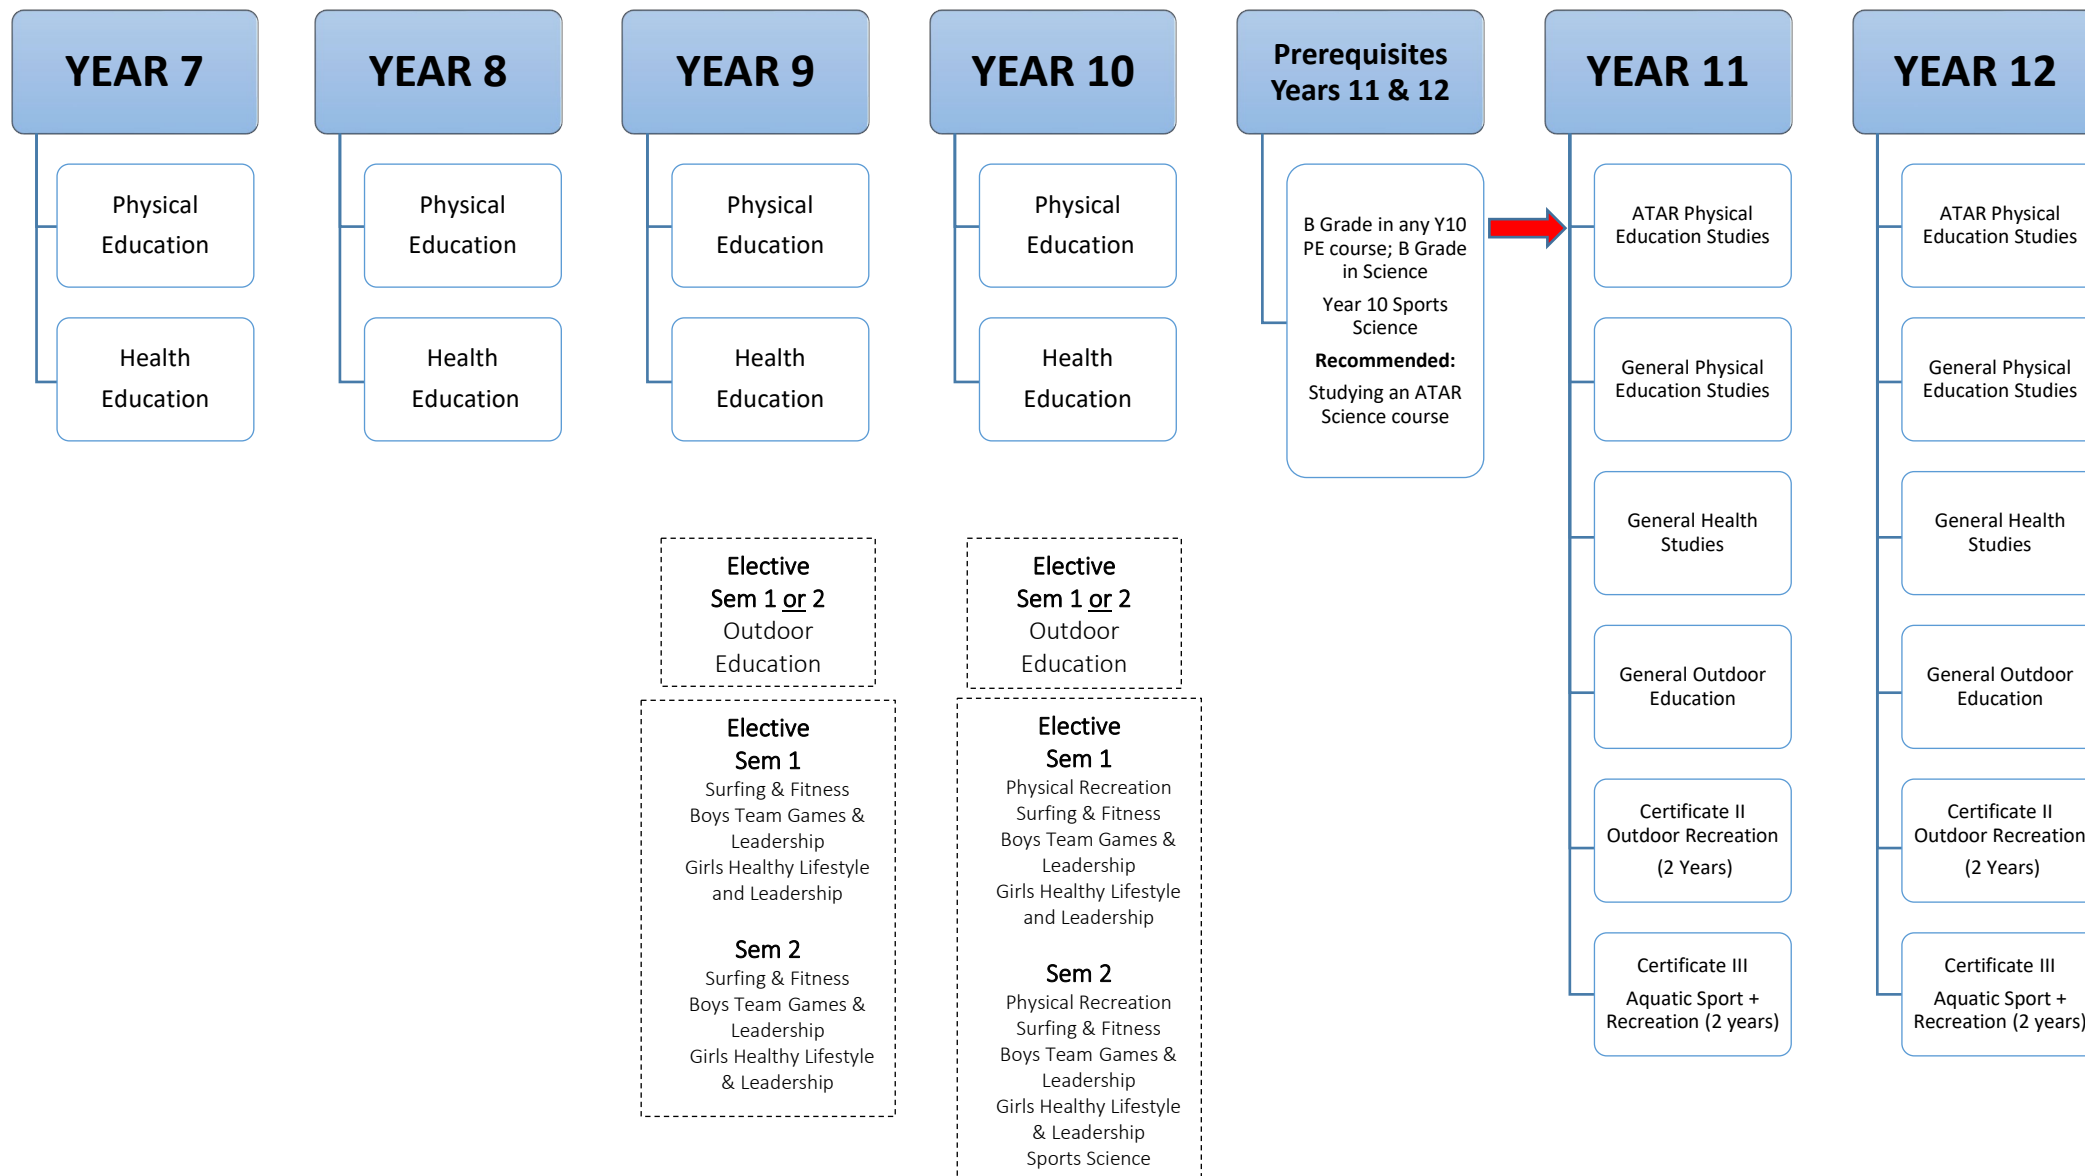 YEAR 7
Physical
Education
Health
Education
YEAR 8
Physical
Education
Health
Education
YEAR 9
Physical
Education
Health
Education
Elective
Sem 1 or 2
Outdoor
Education
Elective
Sem 1
Surfing & Fitness
Boys Team Games &
Leadership
Girls Healthy Lifestyle
and Leadership
Sem 2
Surfing & Fitness
Boys Team Games &
Leadership
Girls Healthy Lifestyle
& Leadership
YEAR 10
Physical
Education
Health
Education
Elective
Sem 1 or 2
Outdoor
Education
Elective
Sem 1
Physical Recreation
Surfing & Fitness
Boys Team Games &
Leadership
Girls Healthy Lifestyle
and Leadership
Sem 2
Physical Recreation
Surfing & Fitness
Boys Team Games &
Leadership
Girls Healthy Lifestyle
& Leadership
Sports Science
Prerequisites
Years 11 & 12
B Grade in any Y10
PE course; B Grade
in Science
Year 10 Sports
Science
Recommended:
Studying an ATAR
Science course
YEAR 11
ATAR Physical
Education Studies
General Physical
Education Studies
General Health
Studies
General Outdoor
Education
Certificate II
Outdoor Recreation
(2 Years)
Certificate III
Aquatic Sport +
Recreation (2 years)
YEAR 12
ATAR Physical
Education Studies
General Physical
Education Studies
General Health
Studies
General Outdoor
Education
Certificate II
Outdoor Recreation
(2 Years)
Certificate III
Aquatic Sport +
Recreation (2 years)